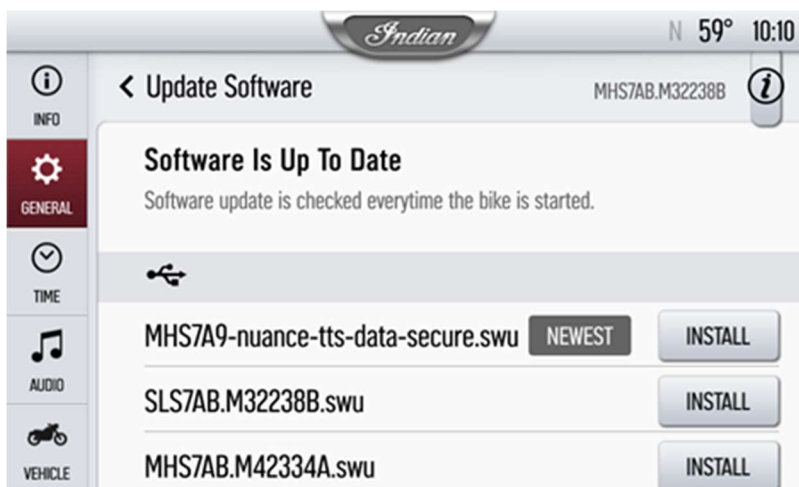 Indian
N 59° 10:10
INFO
Update Software MHS7AB.M32238B
GENERAL
Software Is Up To Date
Software update is checked everytime the bike is started.
TIME
MHS7A9-nuance-tts-data-secure.swu NEWEST INSTALL
AUDIO
SLS7AB.M32238B.swu INSTALL
VEHICLE
MHS7AB.M42334A.swu INSTALL